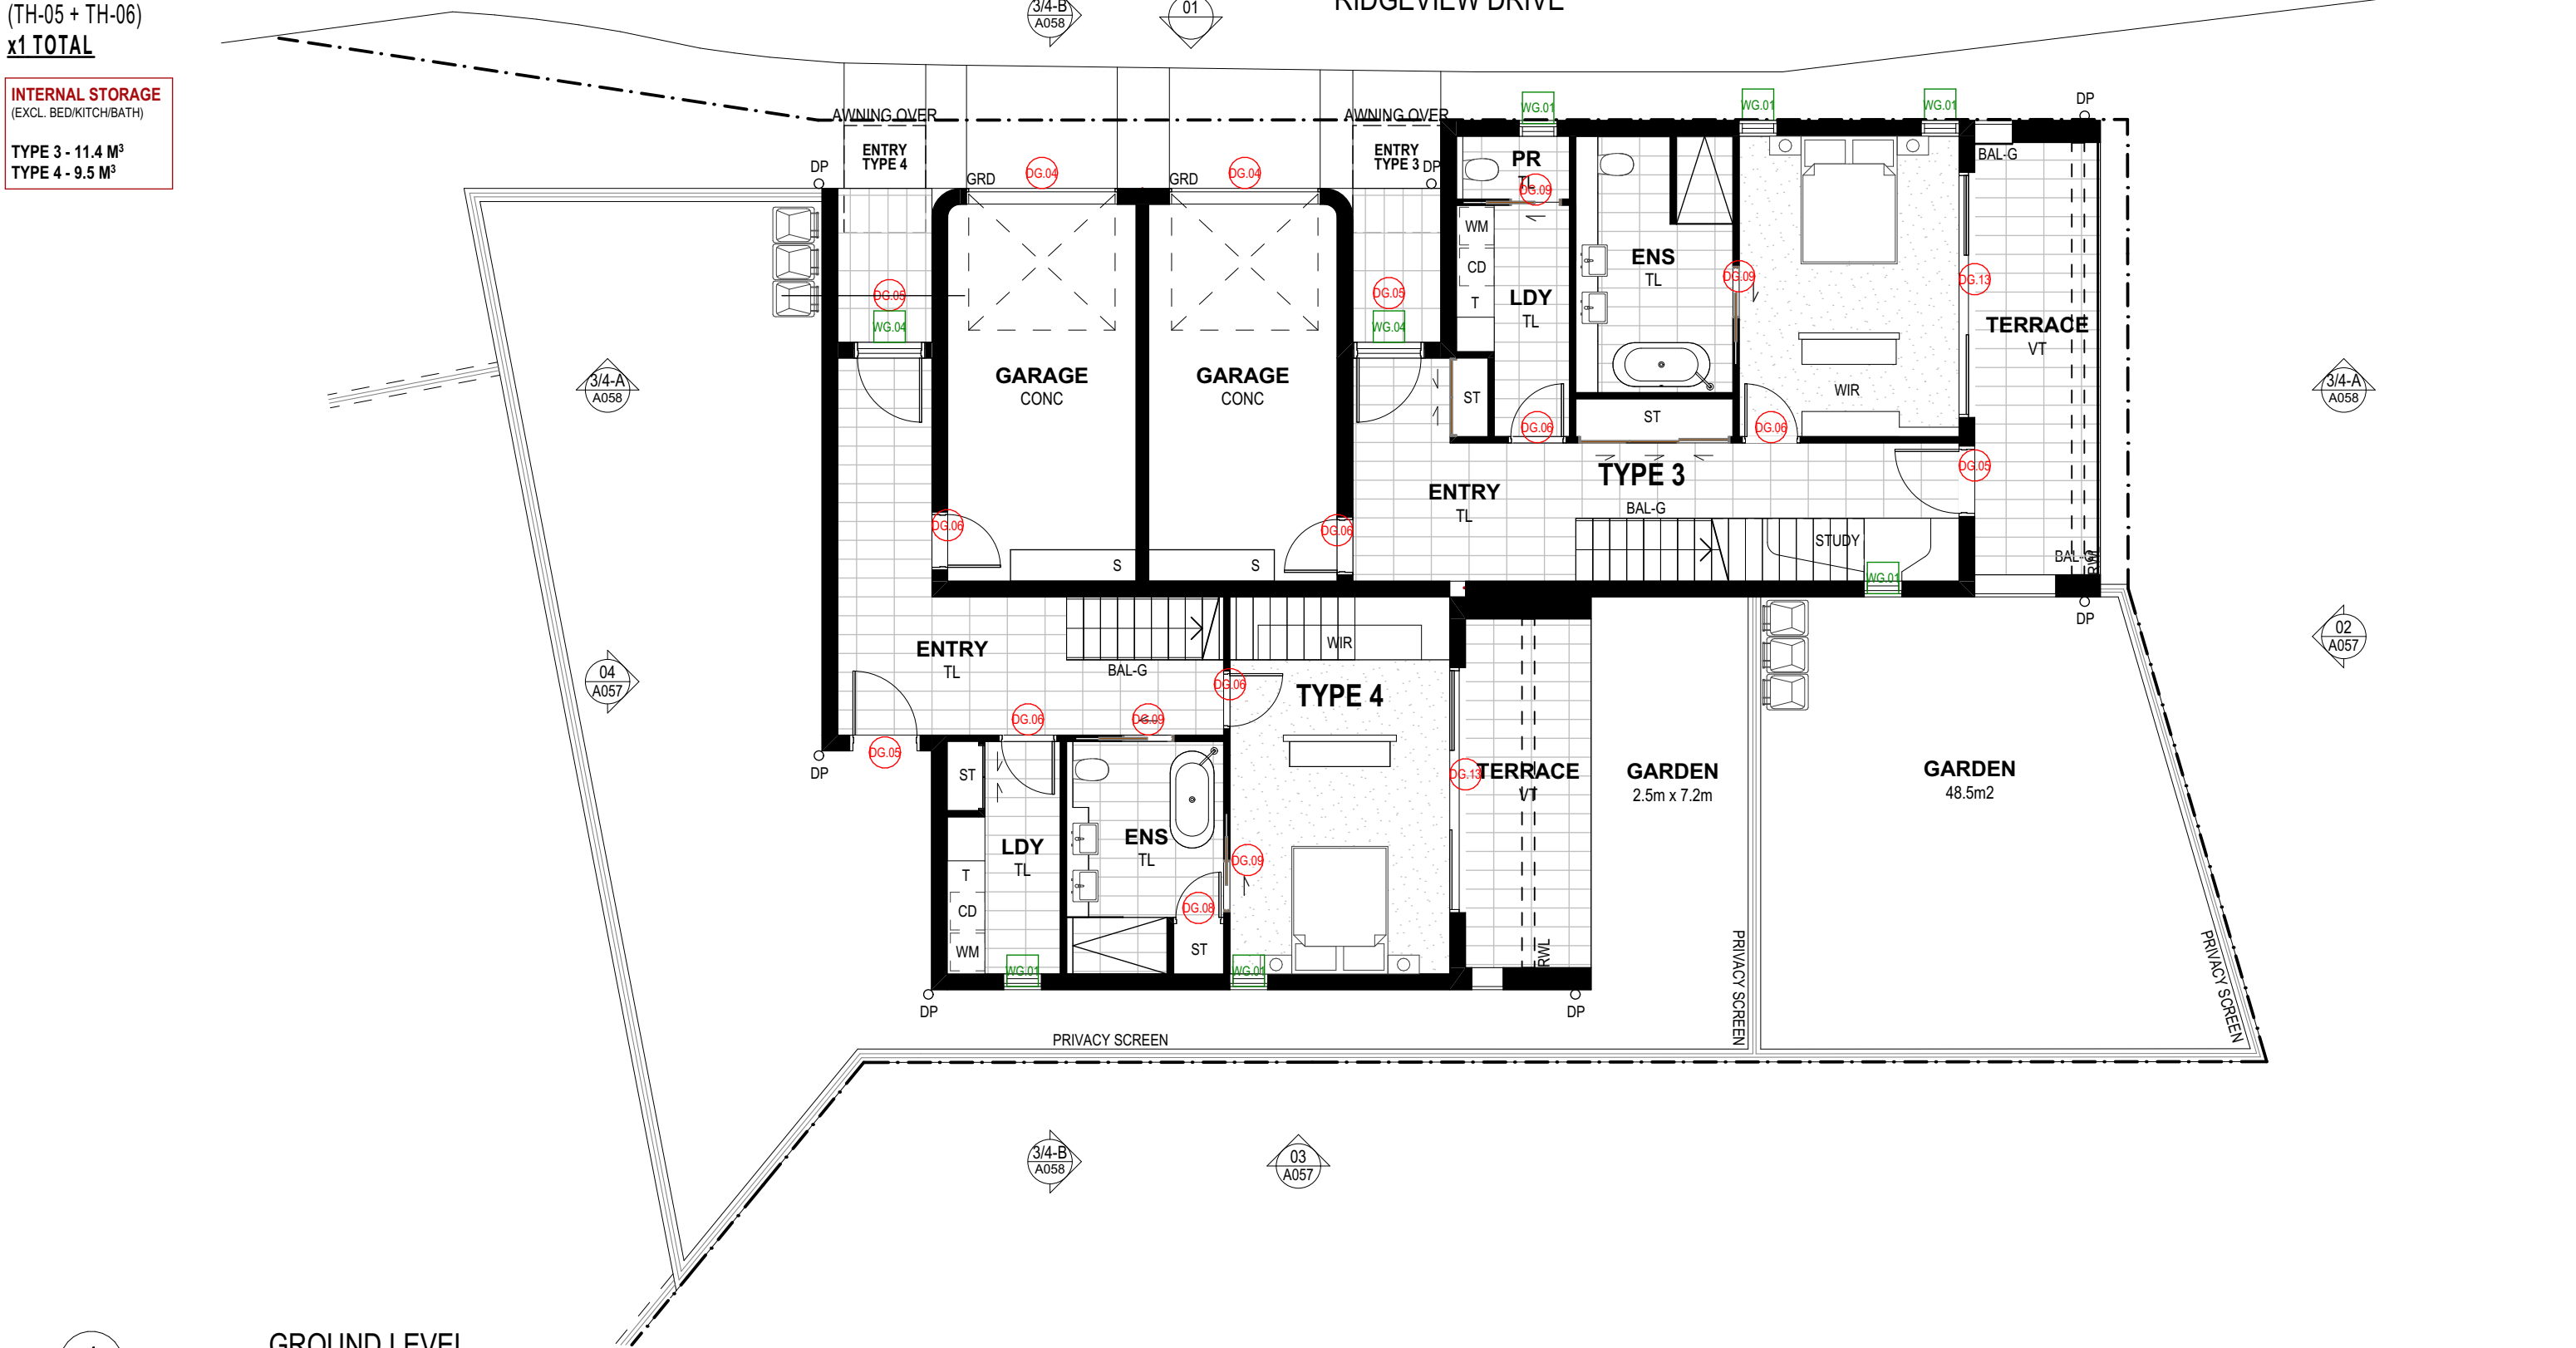 (TH-05 + TH-06)
x1 TOTAL
INTERNAL STORAGE
(EXCL. BED/KITCH/BATH)
TYPE 3 - 11.4 M³
TYPE 4 - 9.5 M³
3/4-B
A058
01
RIDGEVIEW DRIVE
AWNING OVER
ENTRY
TYPE 4
DP
GRD
DG.04
GRD
DG.04
AWNING OVER
ENTRY
TYPE 3
DP
WG.01
WG.01
WG.01
DP
BAL-G
PR
TL
DG.09
WM
CD
T
LDY
TL
ENS
TL
DG.09
DG.13
TERRACE
VT
DG.05
WG.04
DG.05
WG.04
GARAGE
CONC
GARAGE
CONC
ST
ST
WIR
DG.06
DG.06
3/4-A
A058
3/4-A
A058
TYPE 3
DG.05
ENTRY
TL
BAL-G
STUDY
DG.06
DG.06
S
S
WG.01
BAL-G
RWL
DP
ENTRY
TL
BAL-G
WIR
DG.06
TYPE 4
04
A057
02
A057
DG.06
DG.09
DG.05
DP
ST
LDY
TL
T
CD
WM
ENS
TL
DG.09
DG.08
ST
DG.13
TERRACE
VT
GARDEN
2.5m x 7.2m
GARDEN
48.5m2
WG.01
WG.01
RWL
DP
DP
PRIVACY SCREEN
PRIVACY SCREEN
PRIVACY SCREEN
3/4-B
A058
03
A057
GROUND LEVEL